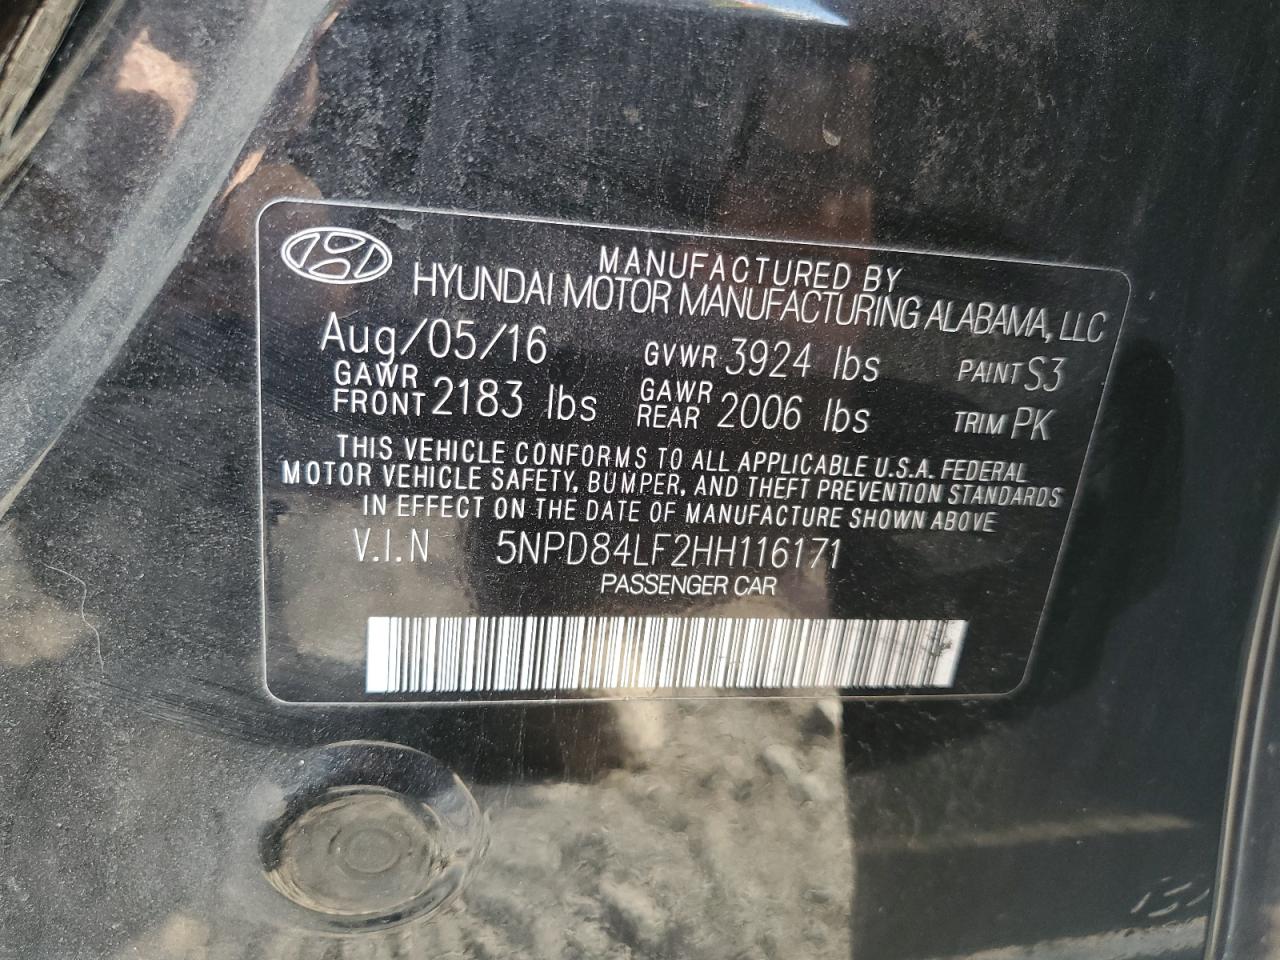 MANUFACTURED BY
HYUNDAI MOTOR MANUFACTURING ALABAMA, LLC
Aug/05/16 GVWR 3924 lbs PAINT S3
GAWR FRONT 2183 lbs GAWR REAR 2006 lbs TRIM PK
THIS VEHICLE CONFORMS TO ALL APPLICABLE U.S.A. FEDERAL
MOTOR VEHICLE SAFETY, BUMPER, AND THEFT PREVENTION STANDARDS
IN EFFECT ON THE DATE OF MANUFACTURE SHOWN ABOVE
V.I.N 5NPD84LF2HH116171
PASSENGER CAR